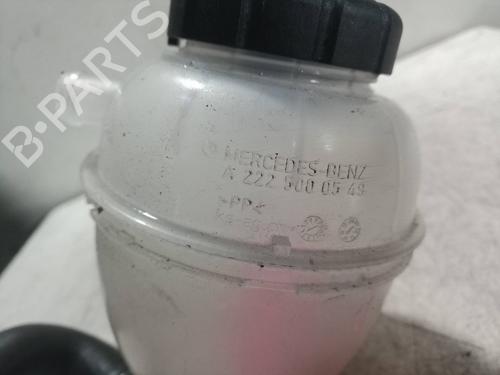 B-PARTS
MERCEDES-BENZ
A 222 500 05 49
>PP<